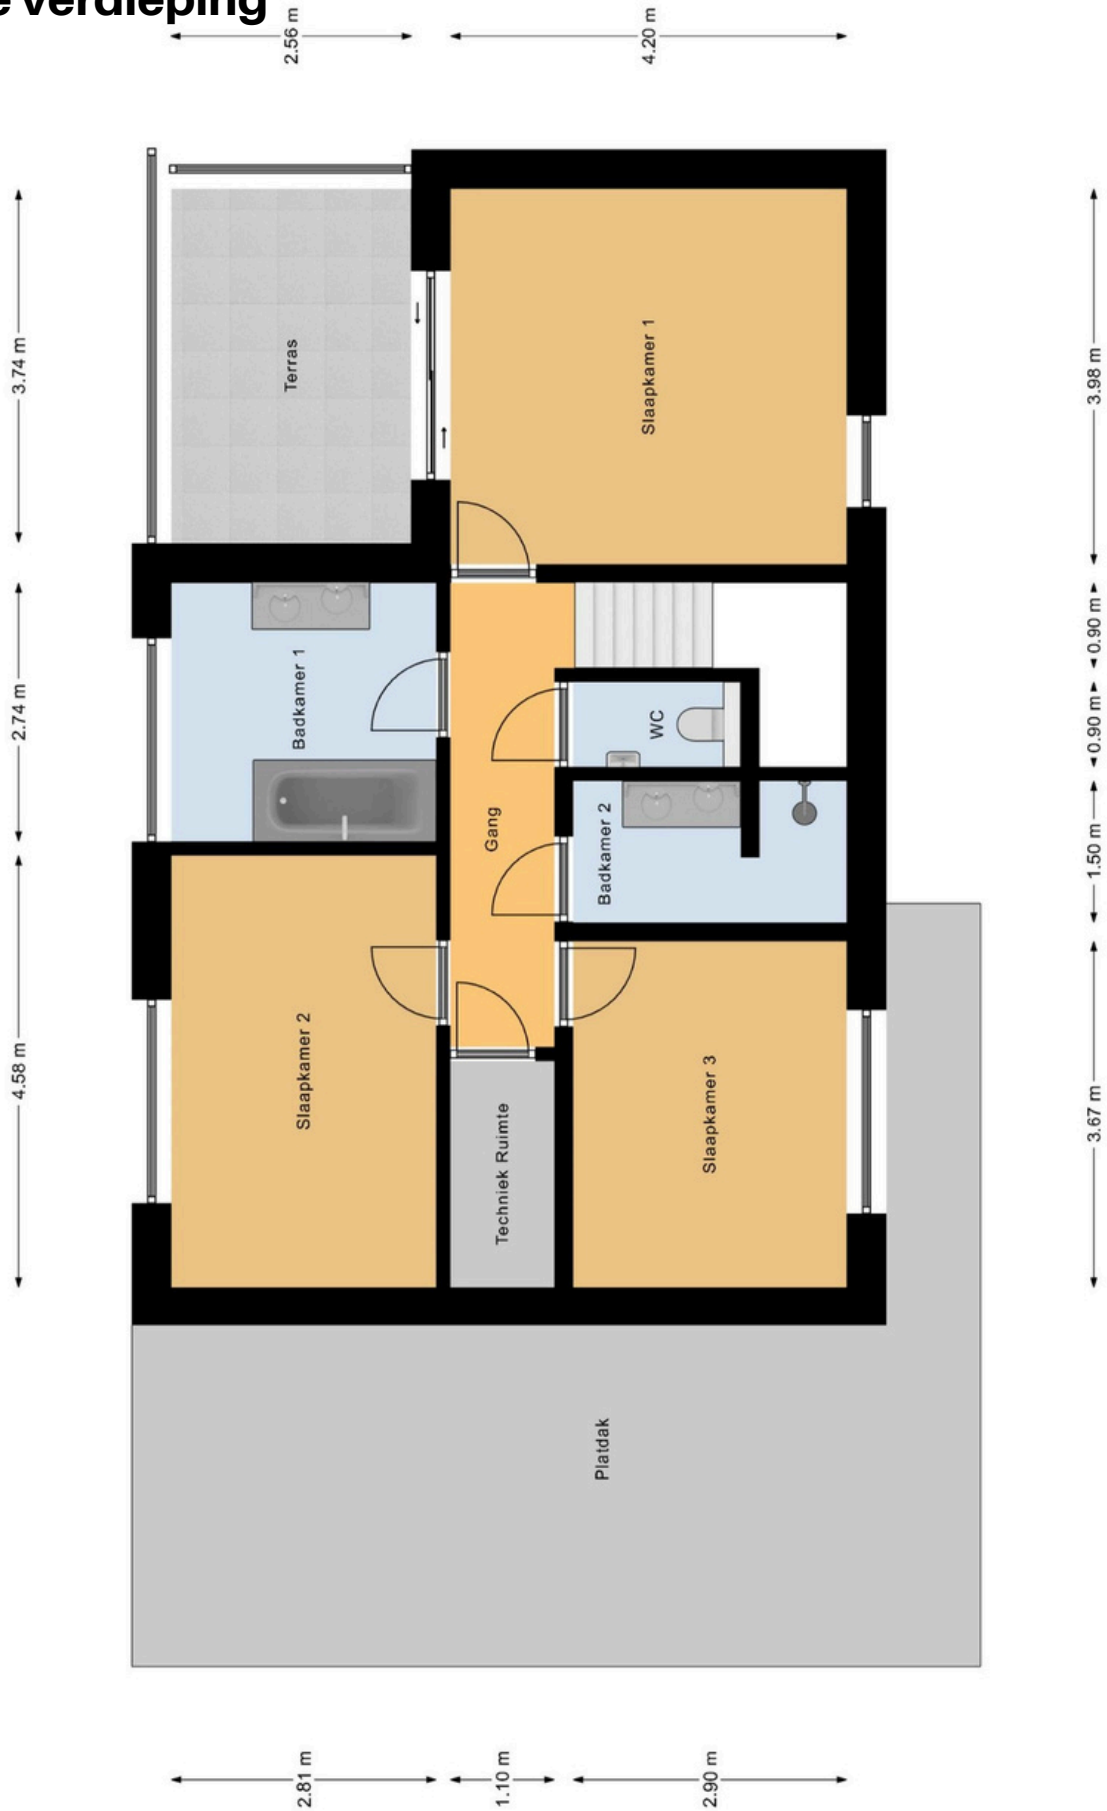 e verdieping
2.56 m
4.20 m
3.74 m
2.74 m
4.58 m
Terras
Slaapkamer 1
Badkamer 1
WC
Gang
Badkamer 2
Slaapkamer 2
Techniek Ruimte
Slaapkamer 3
Platdak
3.98 m
0.90 m
0.90 m
1.50 m
3.67 m
2.81 m
1.10 m
2.90 m